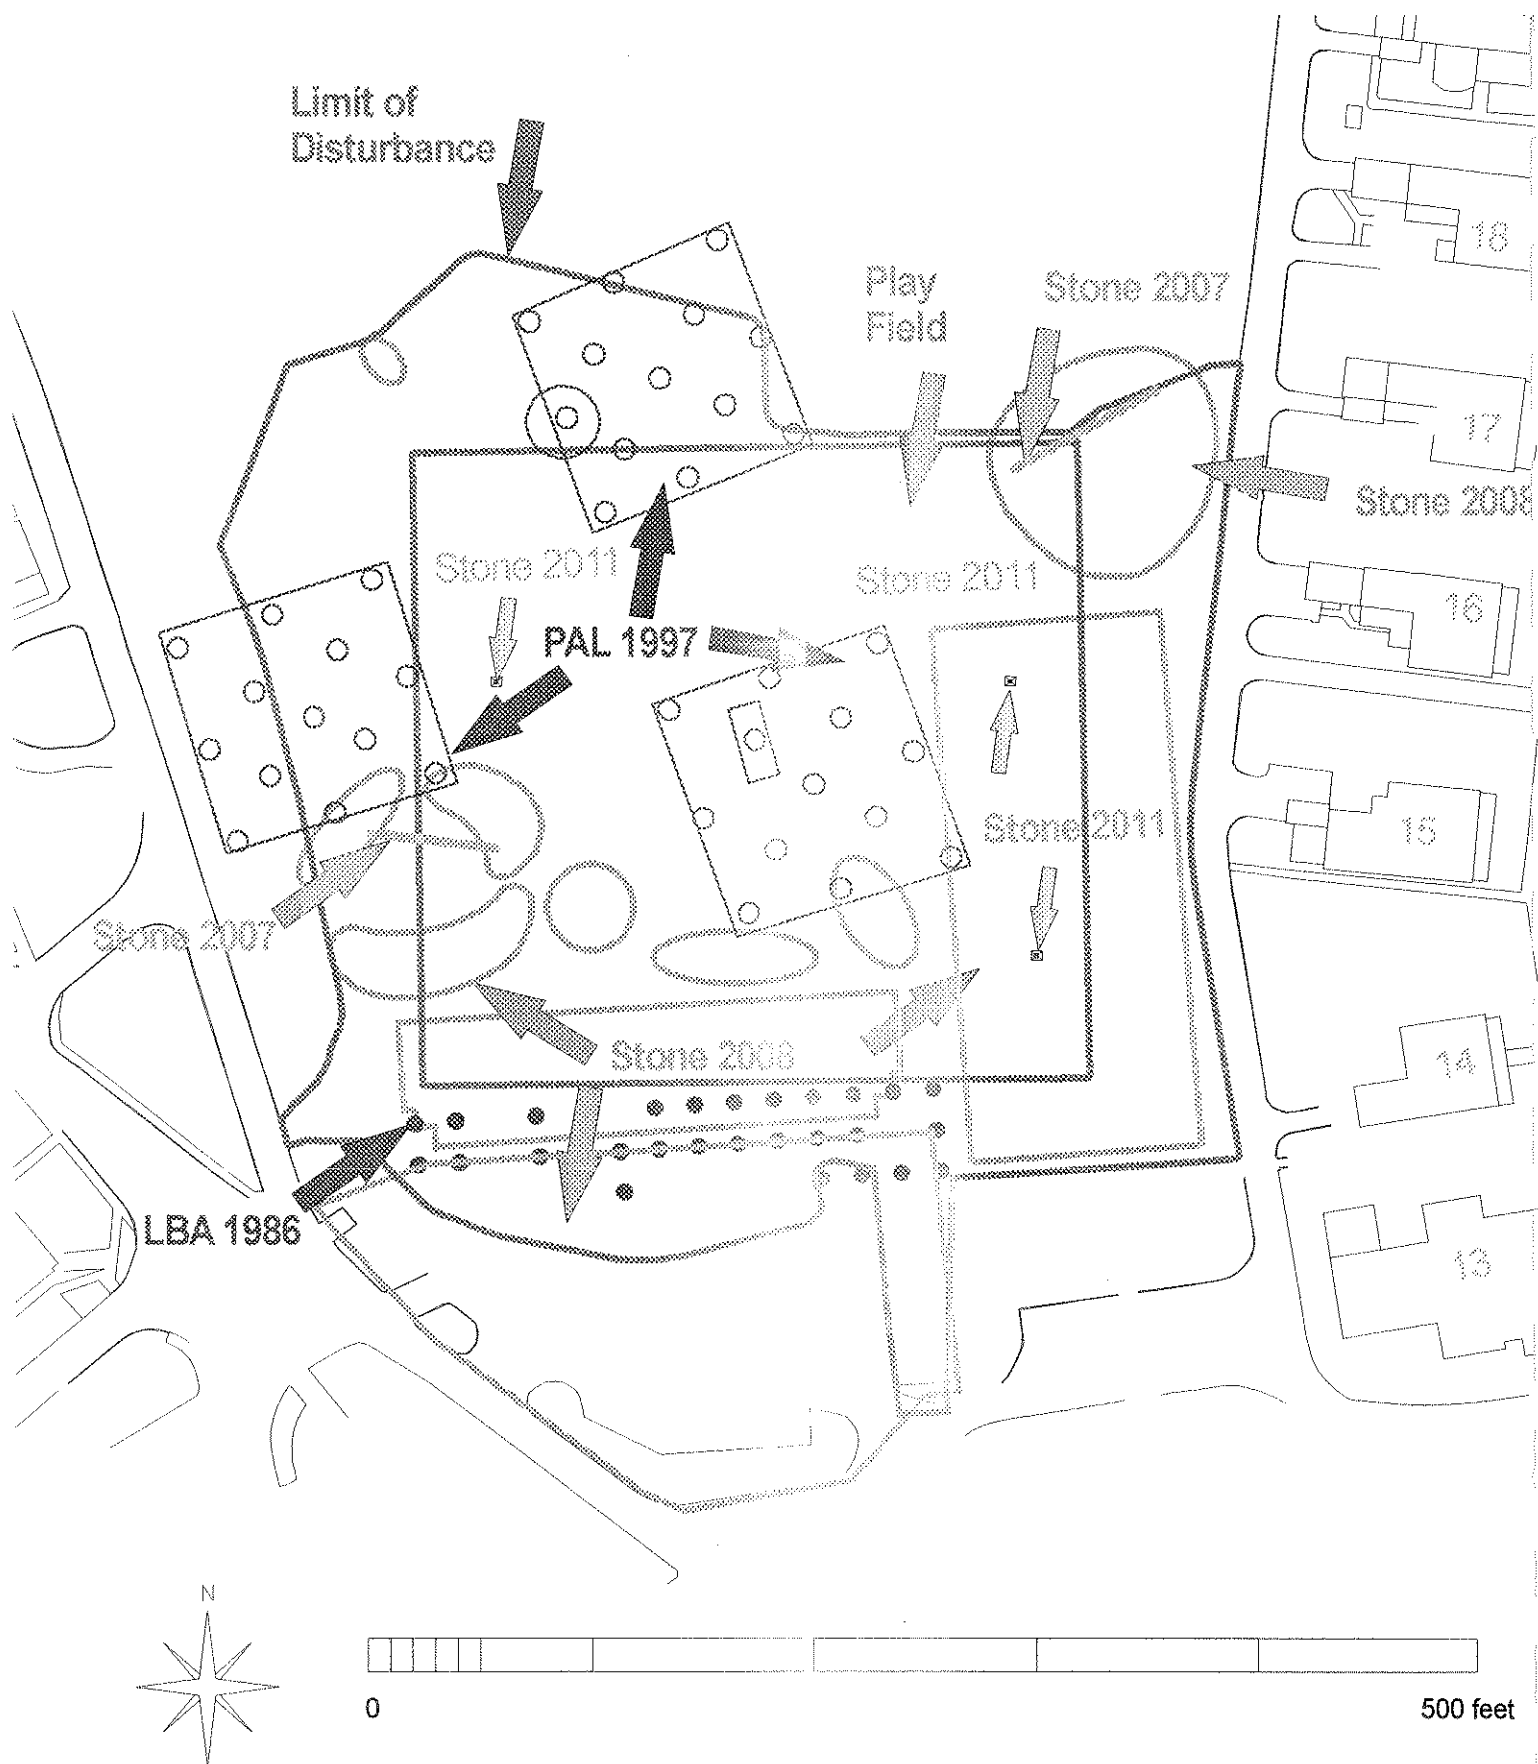 Limit of
Disturbance
18
Play
Field
Stone 2007
17
Stone 2008
Stone 2011
Stone 2011
16
PAL 1997
Stone 2011
15
Stone 2007
Stone 2008
14
LBA 1986
13
N
0
500 feet